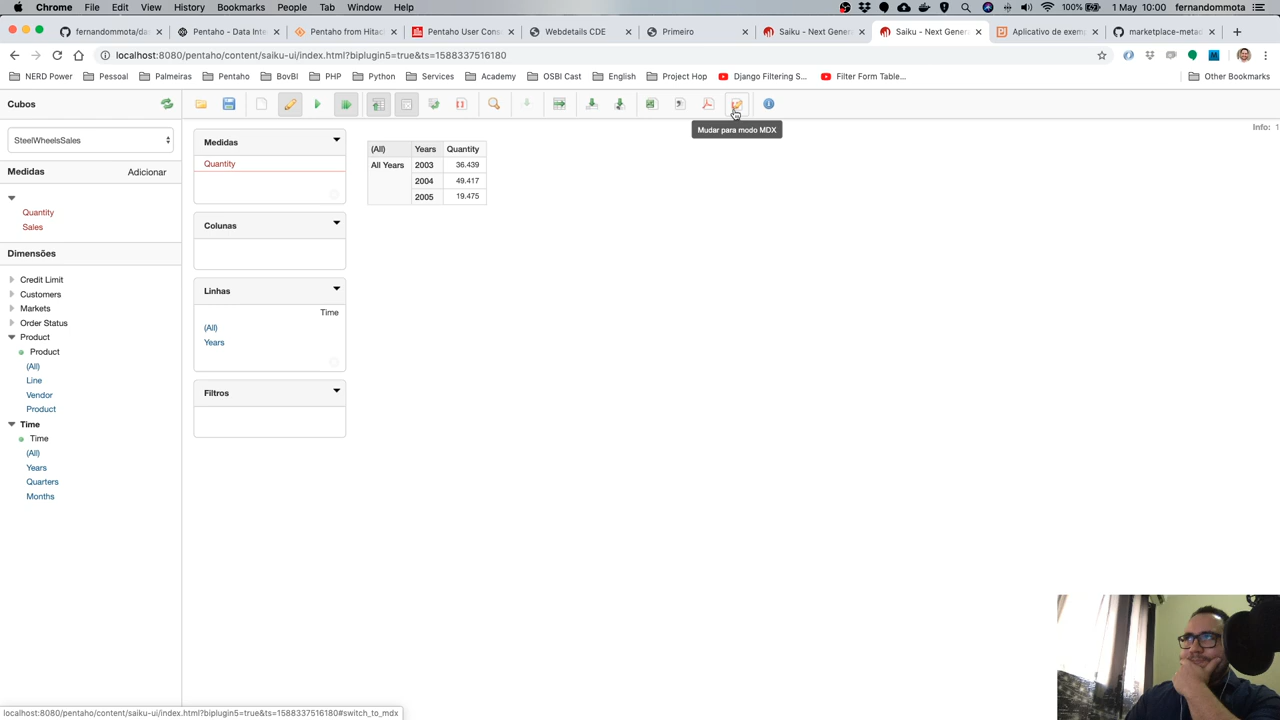 Chrome File Edit View History Bookmarks People Tab Window Help
100% Fri 1 May 10:00 fernandommota
fernandommota/da
Pentaho - Data Inte
Pentaho from Hitac
Pentaho User Conso
Webdetails CDE
Primeiro
Saiku - Next Genera
Saiku - Next Genera
Aplicativo de exem
marketplace-metad
localhost:8080/pentaho/content/saiku-ui/index.html?biplugin5=true&ts=1588337516180
NERD Power Pessoal Palmeiras Pentaho BovBI PHP Python Services Academy OSBI Cast English Project Hop Django Filtering S... Filter Form Table... Other Bookmarks
Cubos
Mudar para modo MDX
Info: 1
SteelWheelsSales
Medidas Adicionar
Quantity
Sales
Dimensões
Credit Limit
Customers
Markets
Order Status
Product
Product
(All)
Line
Vendor
Product
Time
Time
(All)
Years
Quarters
Months
Medidas
Quantity
Colunas
Linhas
Time
(All)
Years
Filtros
(All) Years Quantity
All Years 2003 36.439
2004 49.417
2005 19.475
localhost:8080/pentaho/content/saiku-ui/index.html?biplugin5=true&ts=1588337516180#switch_to_mdx